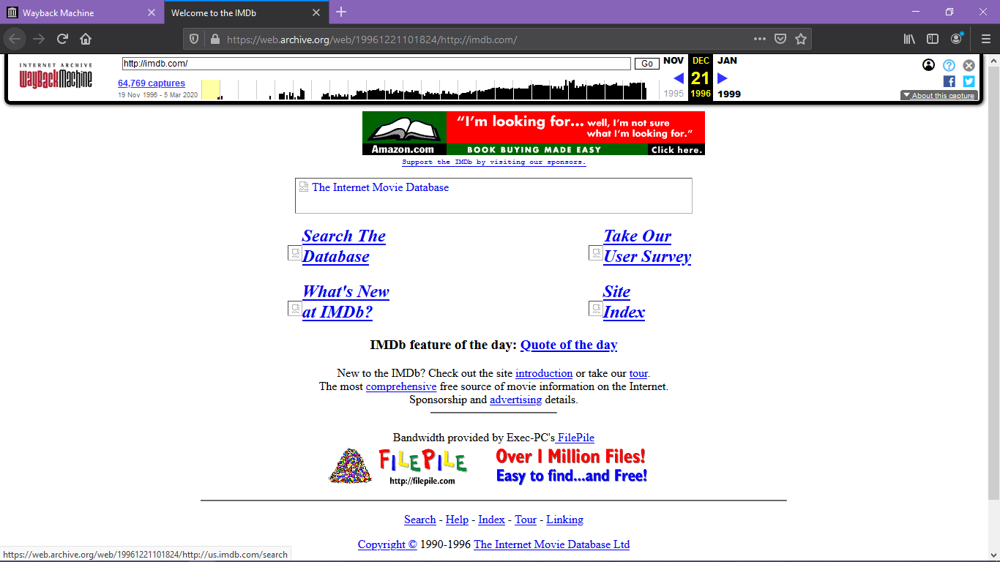 Wayback Machine
Welcome to the IMDb
https://web.archive.org/web/19961221101824/http://imdb.com/
INTERNET ARCHIVE
WayBackMachine
http://imdb.com/
Go
NOV DEC JAN
64,769 captures
21
19 Nov 1996 - 5 Mar 2020
1995 1996 1999
About this capture
Amazon.com
"I'm looking for... well, I'm not sure
what I'm looking for."
BOOK BUYING MADE EASY
Click here.
Support the IMDb by visiting our sponsors.
The Internet Movie Database
Search The
Database
Take Our
User Survey
What's New
at IMDb?
Site
Index
IMDb feature of the day: Quote of the day
New to the IMDb? Check out the site introduction or take our tour.
The most comprehensive free source of movie information on the Internet.
Sponsorship and advertising details.
Bandwidth provided by Exec-PC's FilePile
FILEPILE
http://filepile.com
Over 1 Million Files!
Easy to find...and Free!
Search - Help - Index - Tour - Linking
Copyright © 1990-1996 The Internet Movie Database Ltd
https://web.archive.org/web/19961221101824/http://us.imdb.com/search